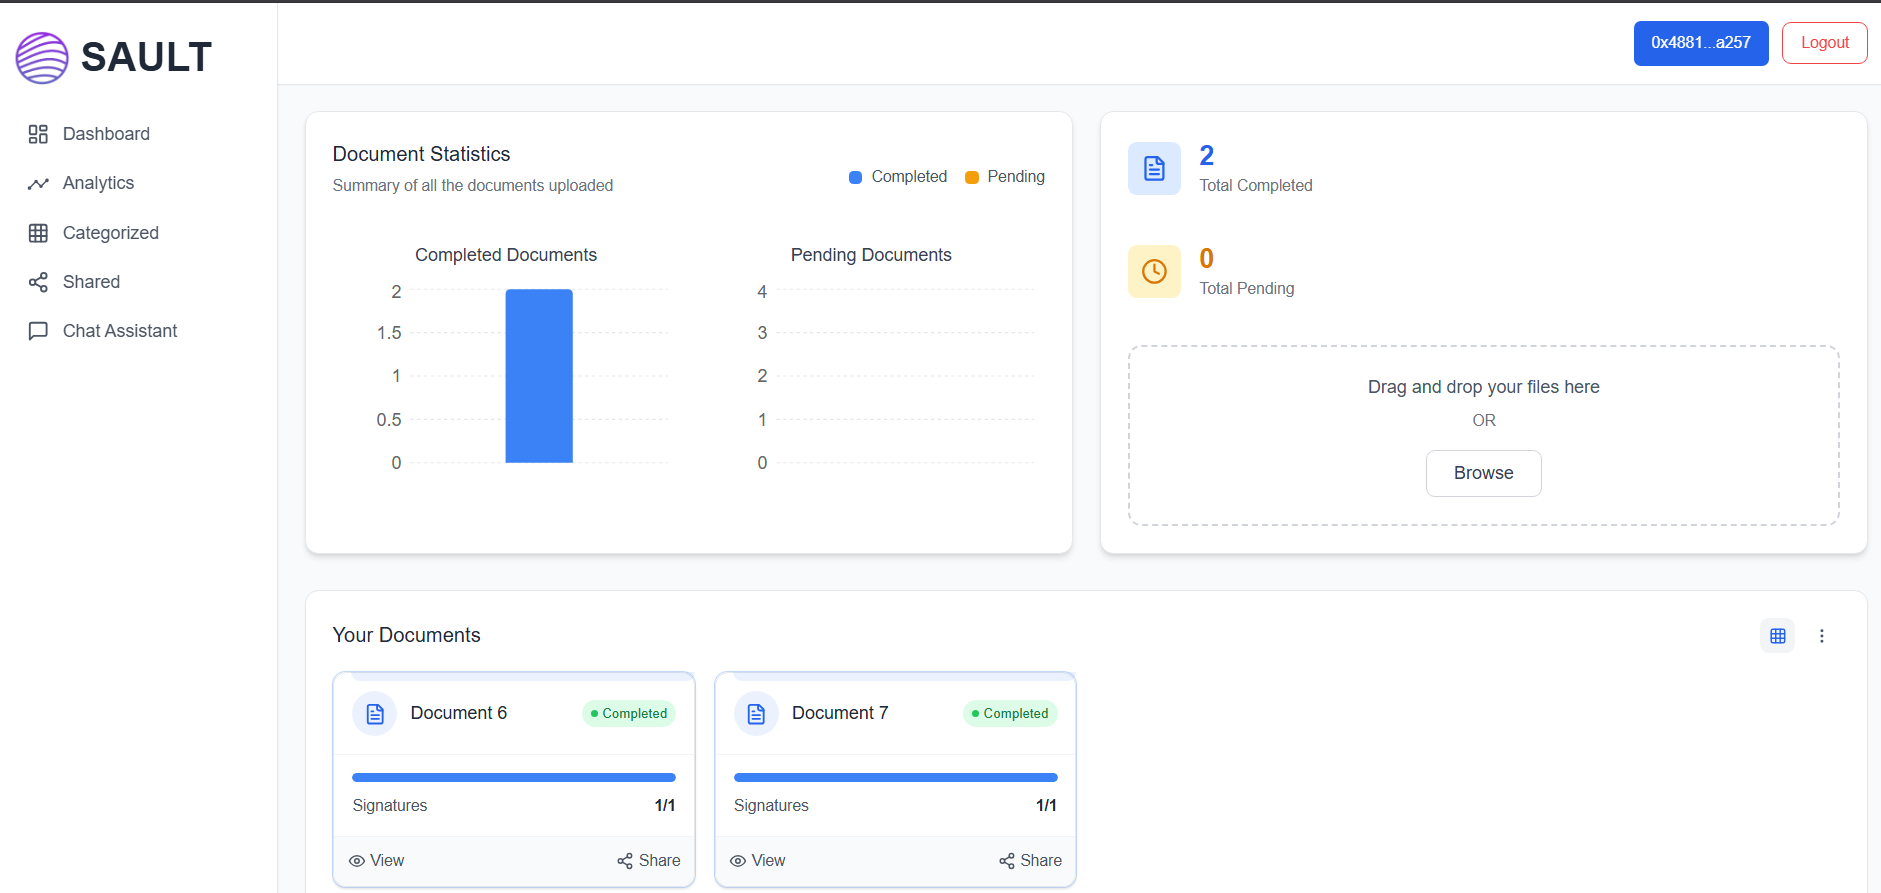 SAULT
Dashboard
Analytics
Categorized
Shared
Chat Assistant
0x4881...a257
Logout
Document Statistics
Summary of all the documents uploaded
Completed
Pending
Completed Documents
2
1.5
1
0.5
0
Pending Documents
4
3
2
1
0
2
Total Completed
0
Total Pending
Drag and drop your files here
OR
Browse
Your Documents
Document 6
Completed
Signatures
1/1
View
Share
Document 7
Completed
Signatures
1/1
View
Share